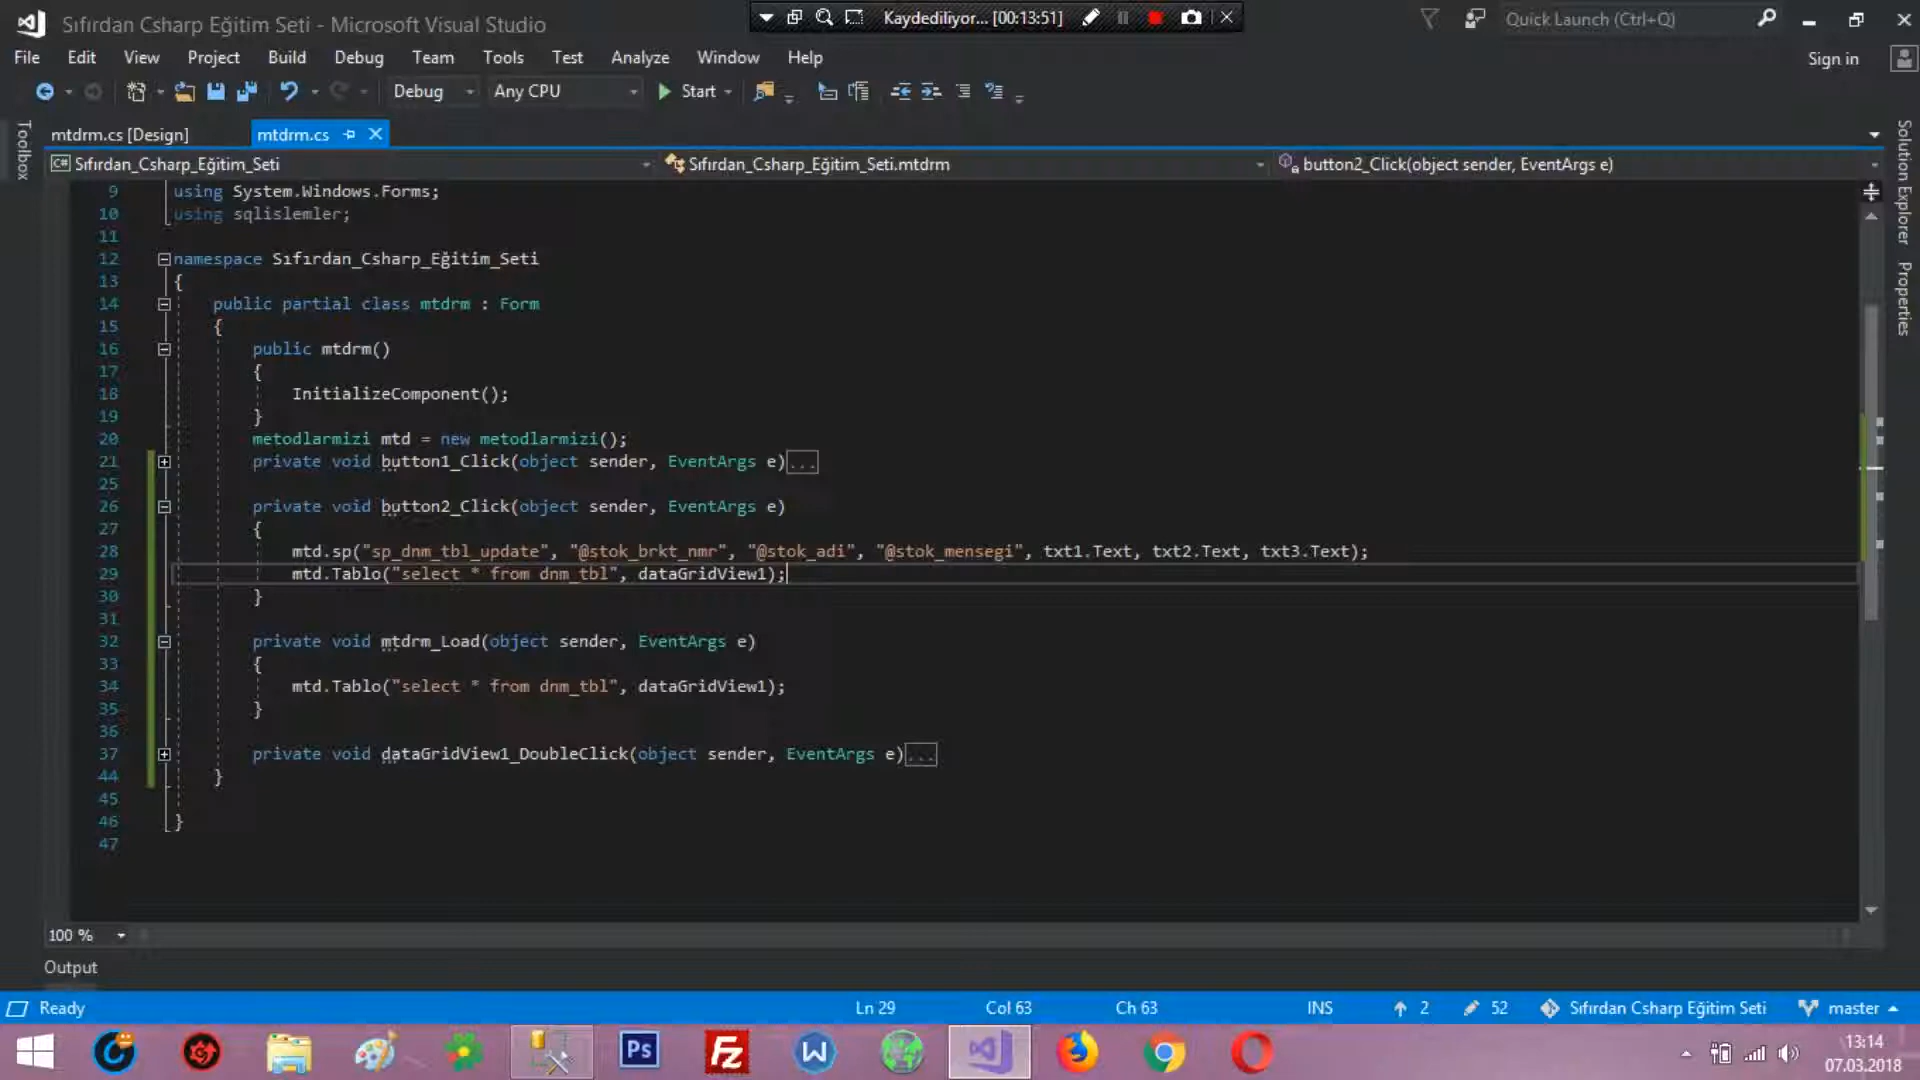 Sıfırdan Csharp Eğitim Seti - Microsoft Visual Studio
Kaydediliyor... [00:13:51]
Quick Launch (Ctrl+Q)
File Edit View Project Build Debug Team Tools Test Analyze Window Help
Sign in
Debug Any CPU Start
Toolbox
mtdrm.cs [Design] mtdrm.cs
Solution Explorer
Properties
C# Sıfırdan_Csharp_Eğitim_Seti Sıfırdan_Csharp_Eğitim_Seti.mtdrm button2_Click(object sender, EventArgs e)
9 using System.Windows.Forms;
10 using sqlislemler;
11
12 namespace Sıfırdan_Csharp_Eğitim_Seti
13 {
14 public partial class mtdrm : Form
15 {
16 public mtdrm()
17 {
18 InitializeComponent();
19 }
20 metodlarmizi mtd = new metodlarmizi();
21 private void button1_Click(object sender, EventArgs e)...
25
26 private void button2_Click(object sender, EventArgs e)
27 {
28 mtd.sp("sp_dnm_tbl_update", "@stok_brkt_nmr", "@stok_adi", "@stok_mensegi", txt1.Text, txt2.Text, txt3.Text);
29 mtd.Tablo("select * from dnm_tbl", dataGridView1);
30 }
31
32 private void mtdrm_Load(object sender, EventArgs e)
33 {
34 mtd.Tablo("select * from dnm_tbl", dataGridView1);
35 }
36
37 private void dataGridView1_DoubleClick(object sender, EventArgs e)...
44 }
45
46 }
47
100 %
Output
Ready Ln 29 Col 63 Ch 63 INS 2 52 Sıfırdan Csharp Eğitim Seti master
Ps
Fz
W
13:14
07.03.2018